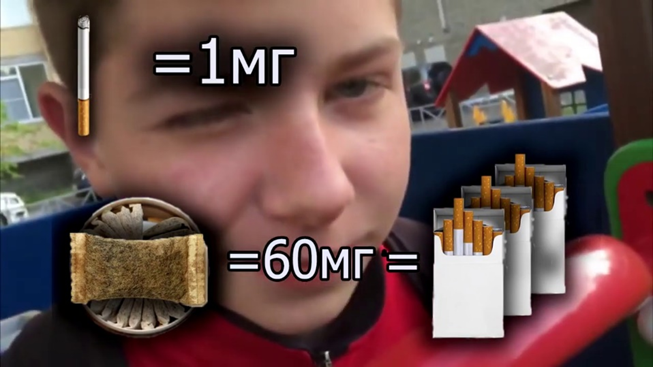 =1мг
=60мг =